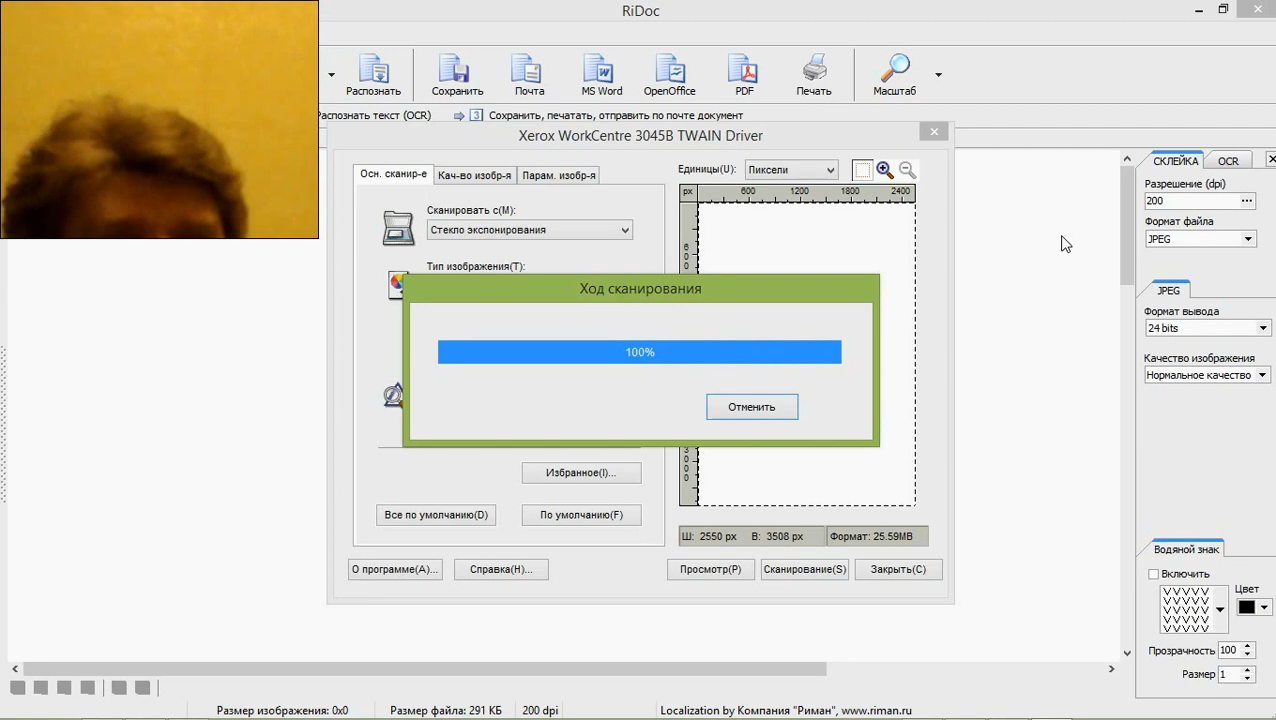 RiDoc
Распознать
Сохранить
Почта
MS Word
OpenOffice
PDF
Печать
Масштаб
Распознать текст (OCR)
3 Сохранить, печатать, отправить по почте документ
Xerox WorkCentre 3045B TWAIN Driver
Осн. сканир-е
Кач-во изобр-я
Парам. изобр-я
Единицы(U):
Пиксели
px
600
1200
1800
2400
Сканировать с(M):
Стекло экспонирования
Тип изображения(T):
Ход сканирования
100%
Отменить
Избранное(I)...
Все по умолчанию(D)
По умолчанию(F)
Ш: 2550 px
В: 3508 px
Формат: 25.59MB
О программе(A)...
Справка(H)...
Просмотр(P)
Сканирование(S)
Закрыть(C)
СКЛЕЙКА
OCR
Разрешение (dpi)
200
Формат файла
JPEG
JPEG
Формат вывода
24 bits
Качество изображения
Нормальное качество
Водяной знак
Включить
Цвет
Прозрачность 100
Размер 1
Размер изображения: 0x0
Размер файла: 291 КБ
200 dpi
Localization by Компания "Риман", www.riman.ru